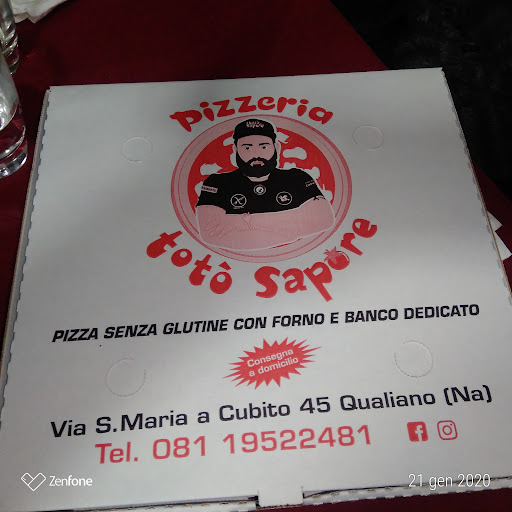 pizzeria
totò Sapore
PIZZA SENZA GLUTINE CON FORNO E BANCO DEDICATO
Consegna
a domicilio
Via S.Maria a Cubito 45 Qualiano (Na)
Tel. 081 19522481
Zenfone
21 gen 2020